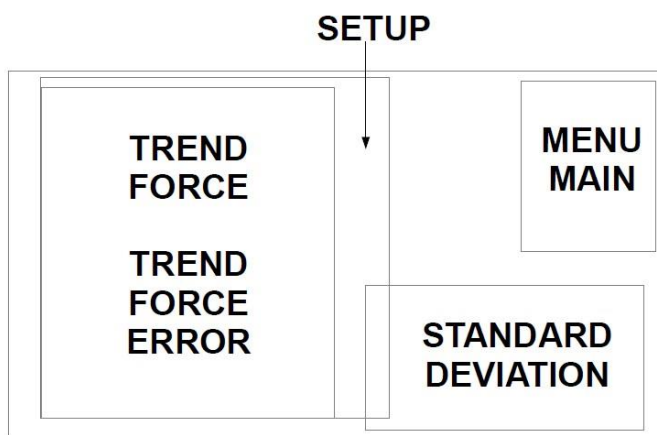 SETUP
TREND
FORCE
TREND
FORCE
ERROR
MENU
MAIN
STANDARD
DEVIATION